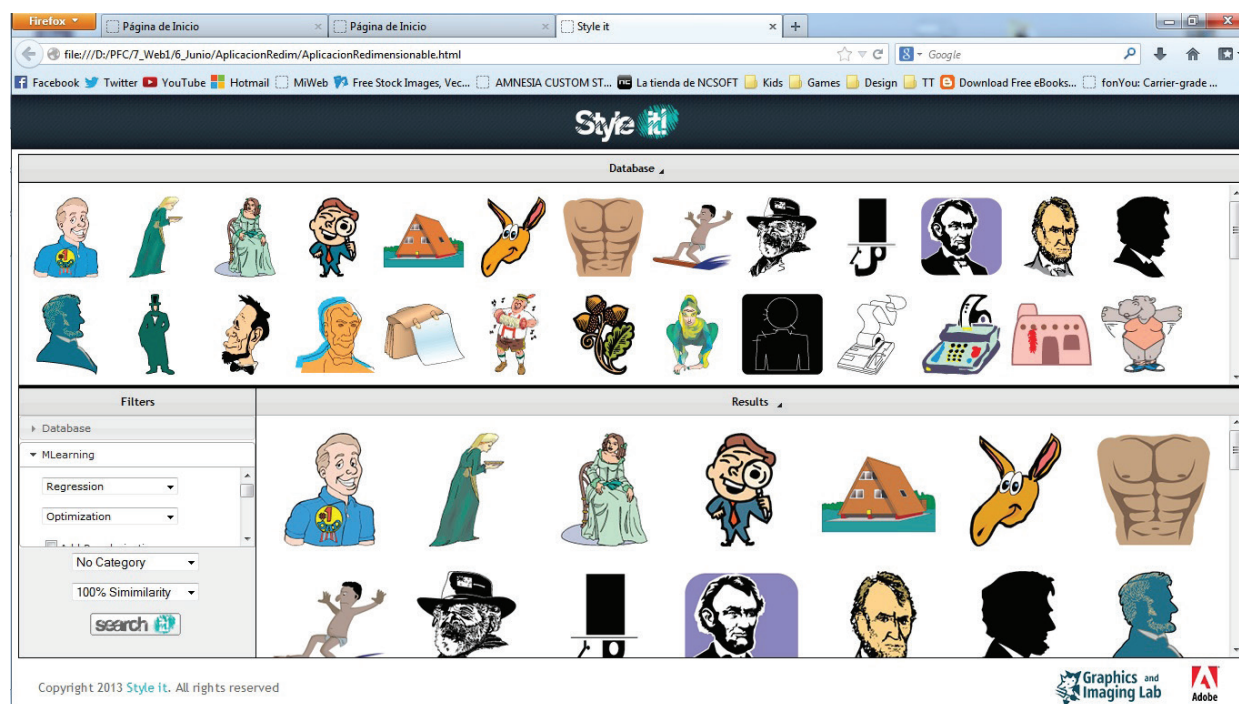 Firefox
Página de Inicio
Página de Inicio
Style it
file:///D:/PFC/7_Web1/6_Junio/AplicacionRedim/AplicacionRedimensionable.html
Google
Facebook Twitter YouTube Hotmail MiWeb Free Stock Images, Vec... AMNESIA CUSTOM ST... La tienda de NCSOFT Kids Games Design TT Download Free eBooks... fonYou: Carrier-grade ...
Style it!
Database
Filters
Results
Database
MLearning
Regression
Optimization
No Category
100% Simimilarity
search it!
Copyright 2013 Style it. All rights reserved
Graphics and
Imaging Lab
Adobe